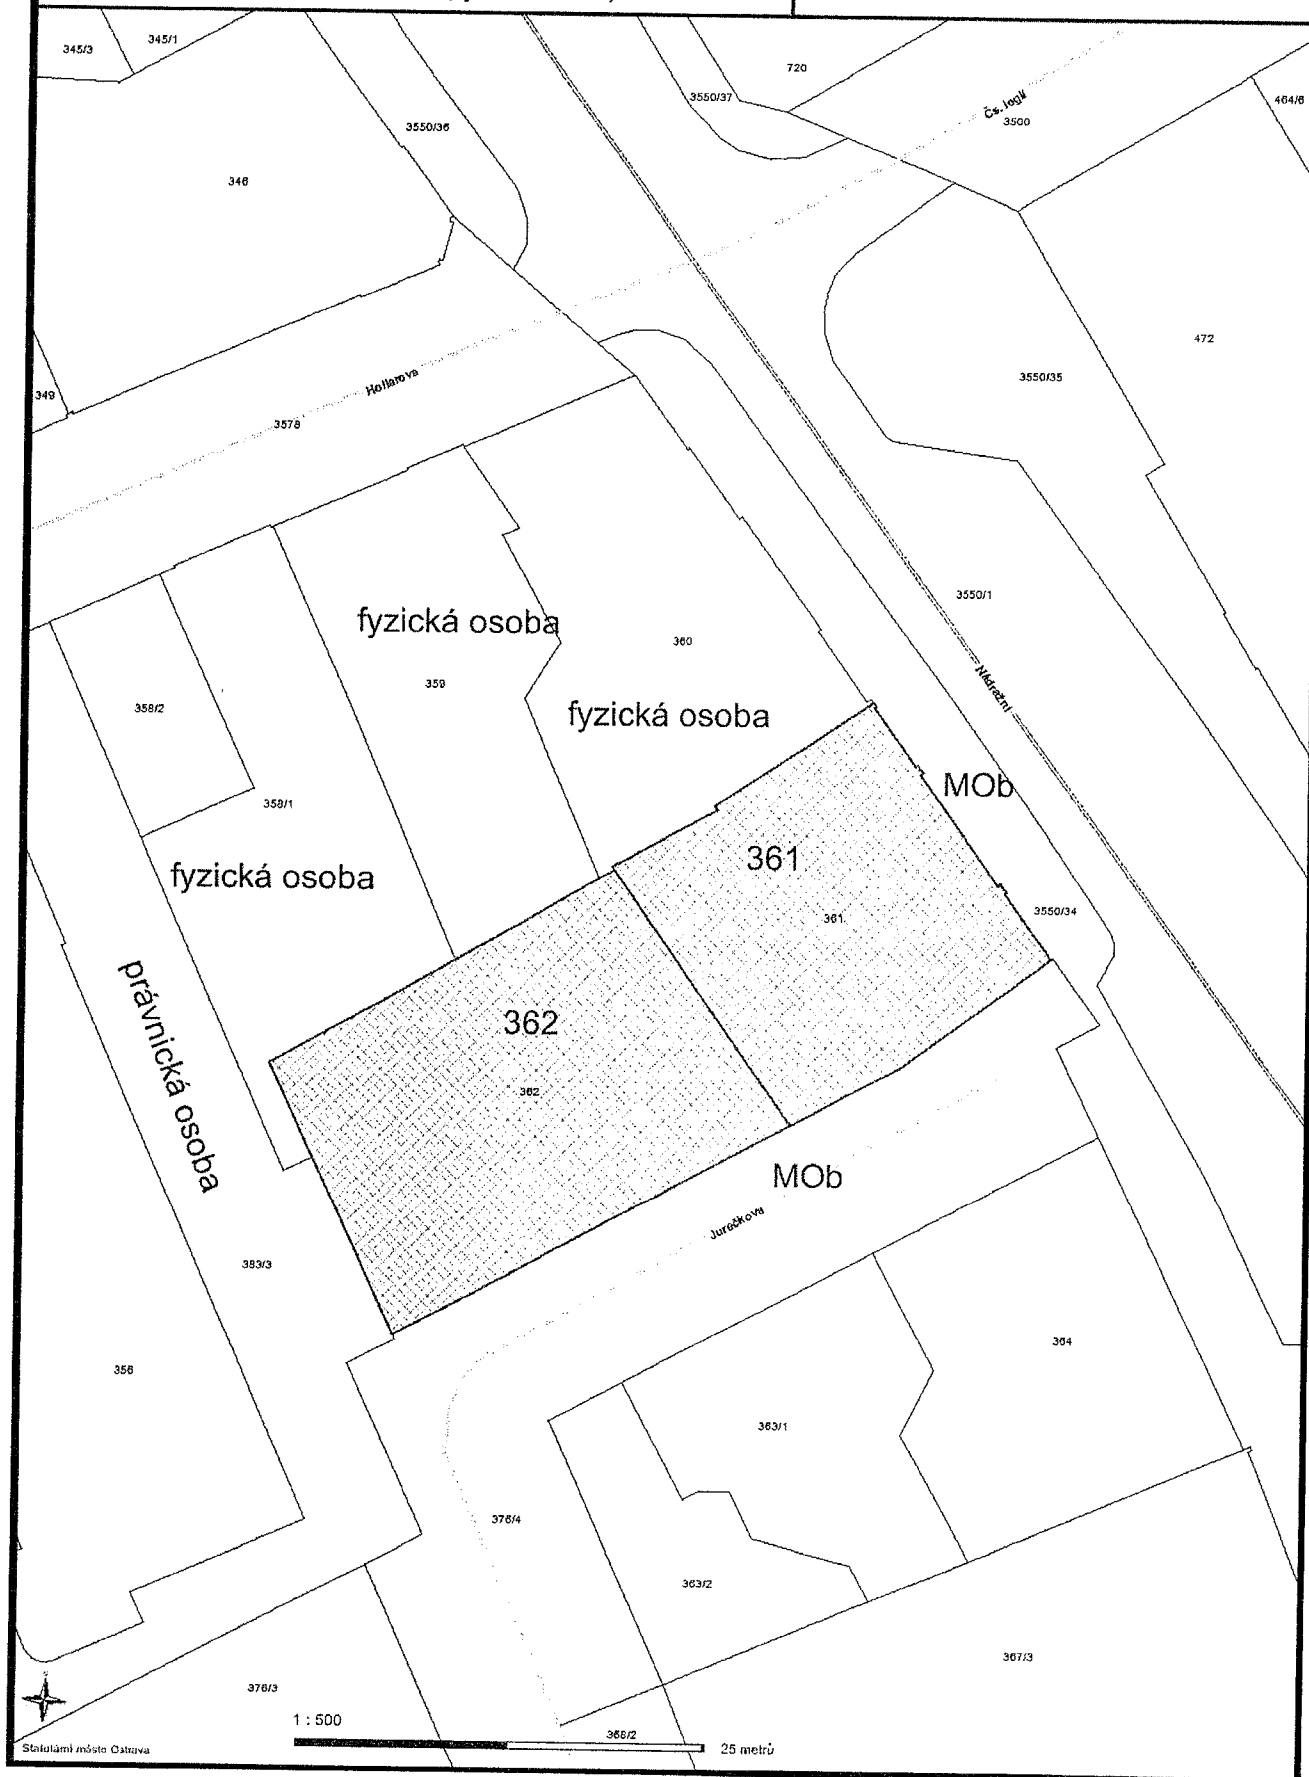 345/3
345/1
720
3550/37
464/6
3550/36
Čs. legií
3500
346
472
3550/35
349
Hollarova
3578
3550/1
fyzická osoba
360
359
Nádražní
358/2
fyzická osoba
MOb
358/1
361
fyzická osoba
361
3550/34
právnická osoba
362
362
MOb
Jurečkova
383/3
364
356
363/1
376/4
363/2
367/3
376/3
1 : 500
368/2
25 metrů
Statutární město Ostrava